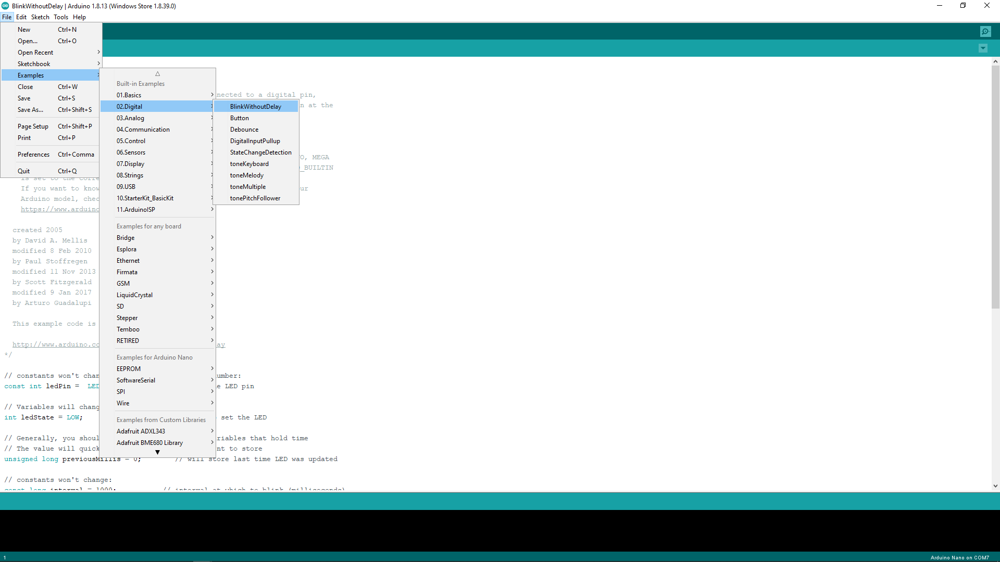 BlinkWithoutDelay | Arduino 1.8.13 (Windows Store 1.8.39.0)
File Edit Sketch Tools Help
New Ctrl+N
Open... Ctrl+O
Open Recent
Sketchbook
Examples
Close Ctrl+W
Save Ctrl+S
Save As... Ctrl+Shift+S
Page Setup Ctrl+Shift+P
Print Ctrl+P
Preferences Ctrl+Comma
Quit Ctrl+Q
Built-in Examples
01.Basics
02.Digital
03.Analog
04.Communication
05.Control
06.Sensors
07.Display
08.Strings
09.USB
10.StarterKit_BasicKit
11.ArduinoISP
Examples for any board
Bridge
Esplora
Ethernet
Firmata
GSM
LiquidCrystal
SD
Stepper
Temboo
RETIRED
Examples for Arduino Nano
EEPROM
SoftwareSerial
SPI
Wire
Examples from Custom Libraries
Adafruit ADXL343
Adafruit BME680 Library
BlinkWithoutDelay
Button
Debounce
DigitalInputPullup
StateChangeDetection
toneKeyboard
toneMelody
toneMultiple
tonePitchFollower
nected to a digital pin,
n at the
O, MEGA
_BUILTIN
is set to the corre
If you want to know ur
Arduino model, chec
https://www.arduino
created 2005
by David A. Mellis
modified 8 Feb 2010
by Paul Stoffregen
modified 11 Nov 2013
by Scott Fitzgerald
modified 9 Jan 2017
by Arturo Guadalupi
This example code is
http://www.arduino.cc ay
*/
// constants won't chan umber:
const int ledPin = LED e LED pin
// Variables will chang
int ledState = LOW; set the LED
// Generally, you shoul riables that hold time
// The value will quick nt to store
unsigned long previousMillis = 0; // will store last time LED was updated
// constants won't change:
const long interval = 1000; // interval at which to blink (milliseconds)
1
Arduino Nano on COM7